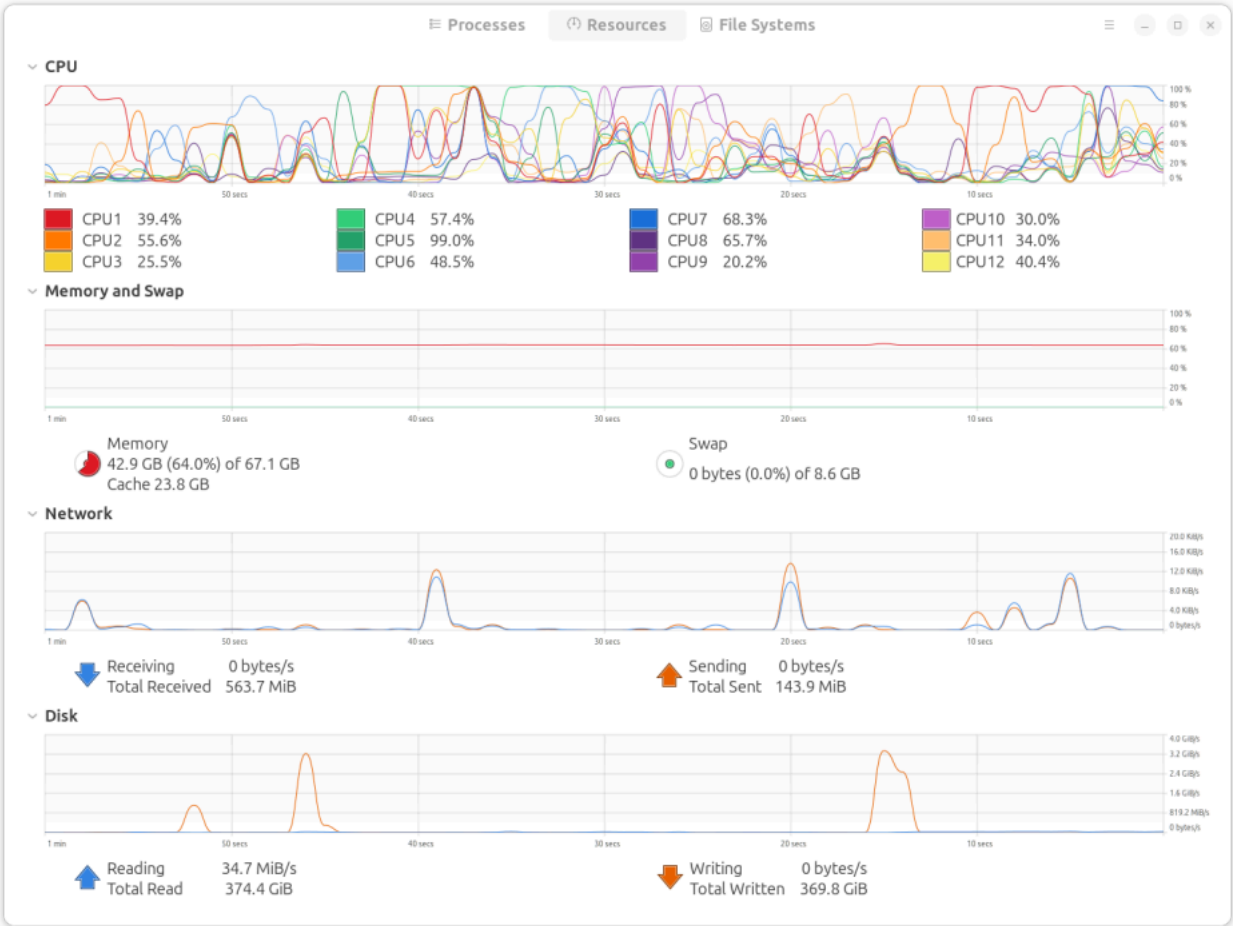 Processes Resources File Systems
CPU
100 %
80 %
60 %
40 %
20 %
0 %
1 min 50 secs 40 secs 30 secs 20 secs 10 secs
CPU1 39.4% CPU4 57.4% CPU7 68.3% CPU10 30.0%
CPU2 55.6% CPU5 99.0% CPU8 65.7% CPU11 34.0%
CPU3 25.5% CPU6 48.5% CPU9 20.2% CPU12 40.4%
Memory and Swap
100 %
80 %
60 %
40 %
20 %
0 %
1 min 50 secs 40 secs 30 secs 20 secs 10 secs
Memory Swap
42.9 GB (64.0%) of 67.1 GB 0 bytes (0.0%) of 8.6 GB
Cache 23.8 GB
Network
20.0 KiB/s
16.0 KiB/s
12.0 KiB/s
8.0 KiB/s
4.0 KiB/s
0 bytes/s
1 min 50 secs 40 secs 30 secs 20 secs 10 secs
Receiving 0 bytes/s Sending 0 bytes/s
Total Received 563.7 MiB Total Sent 143.9 MiB
Disk
4.0 GiB/s
3.2 GiB/s
2.4 GiB/s
1.6 GiB/s
819.2 MiB/s
0 bytes/s
1 min 50 secs 40 secs 30 secs 20 secs 10 secs
Reading 34.7 MiB/s Writing 0 bytes/s
Total Read 374.4 GiB Total Written 369.8 GiB